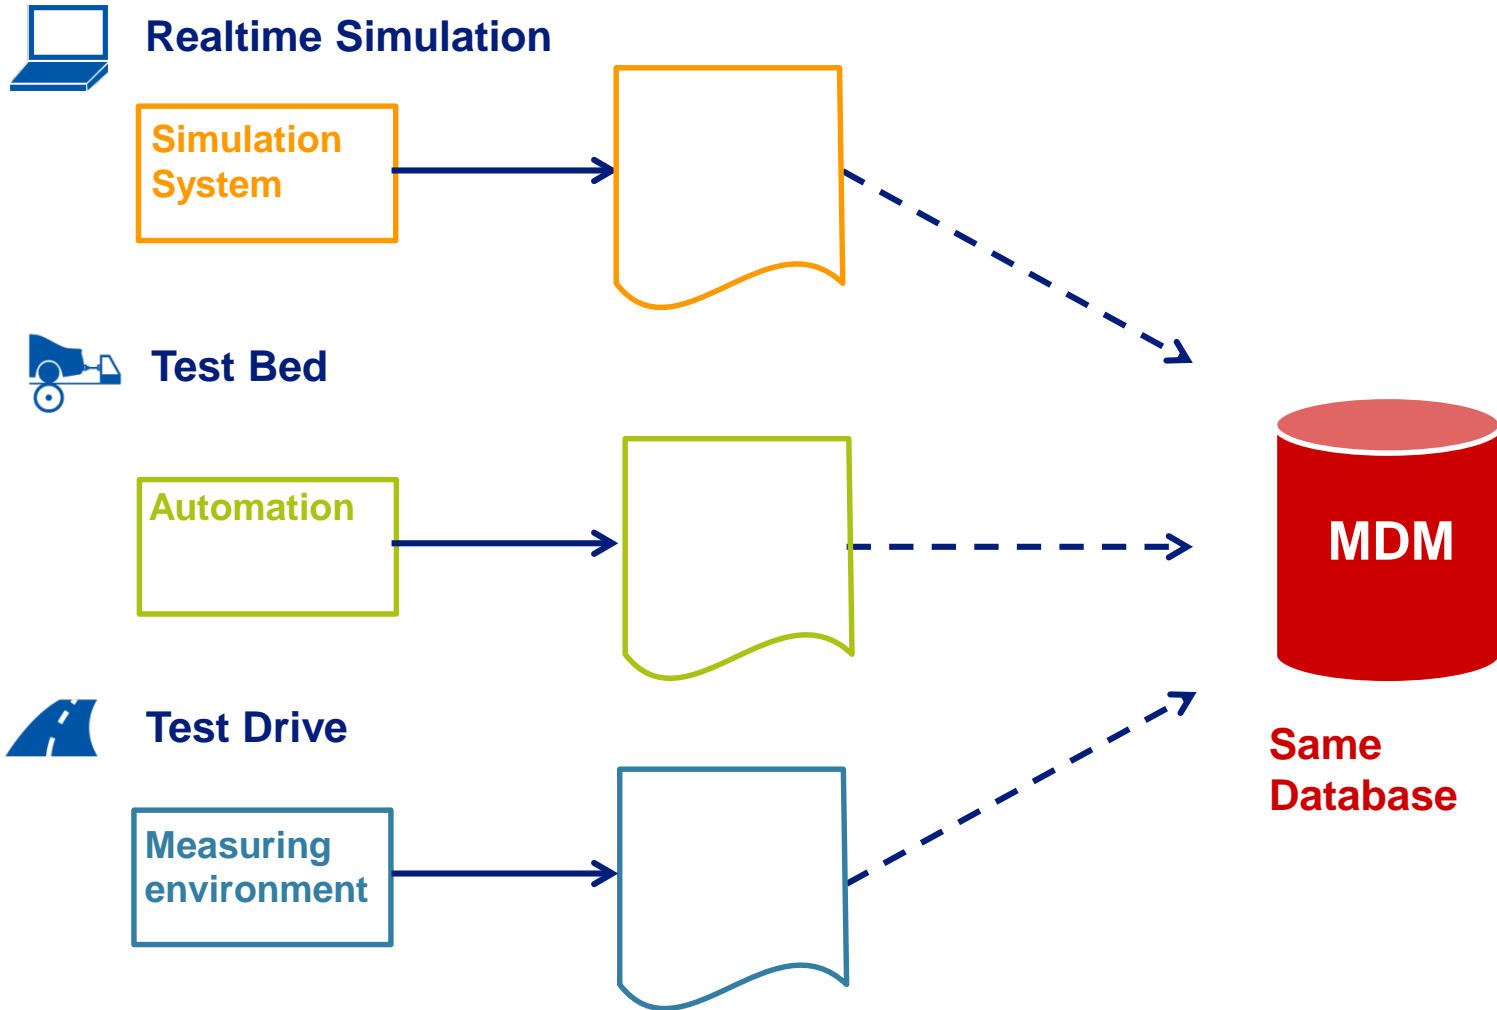 Realtime Simulation
Simulation
System
Test Bed
Automation
MDM
Test Drive
Same
Database
Measuring
environment